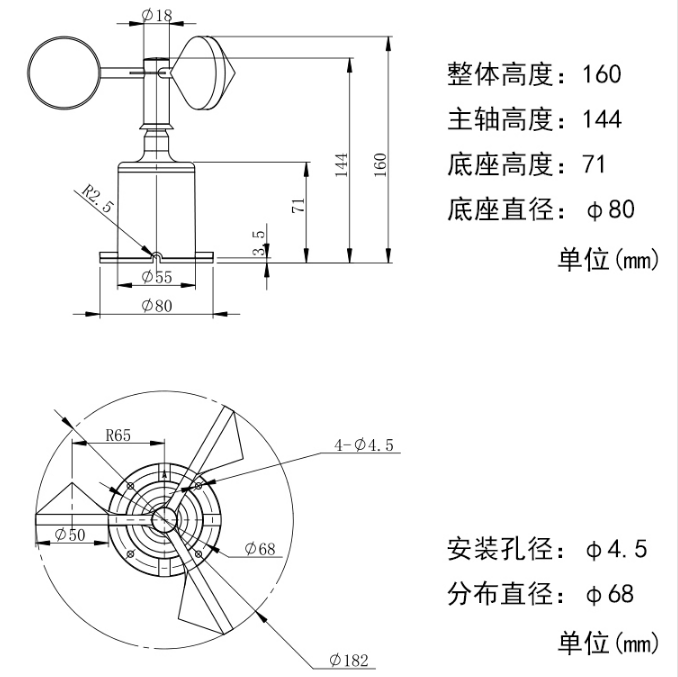 Φ18
整体高度：160
主轴高度：144
底座高度：71
底座直径：φ80
单位(mm)
R2.5
71
144
160
3.5
Φ55
Φ80
R65
4-Φ4.5
Φ50
Φ68
Φ182
A
安装孔径：φ4.5
分布直径：φ68
单位(mm)